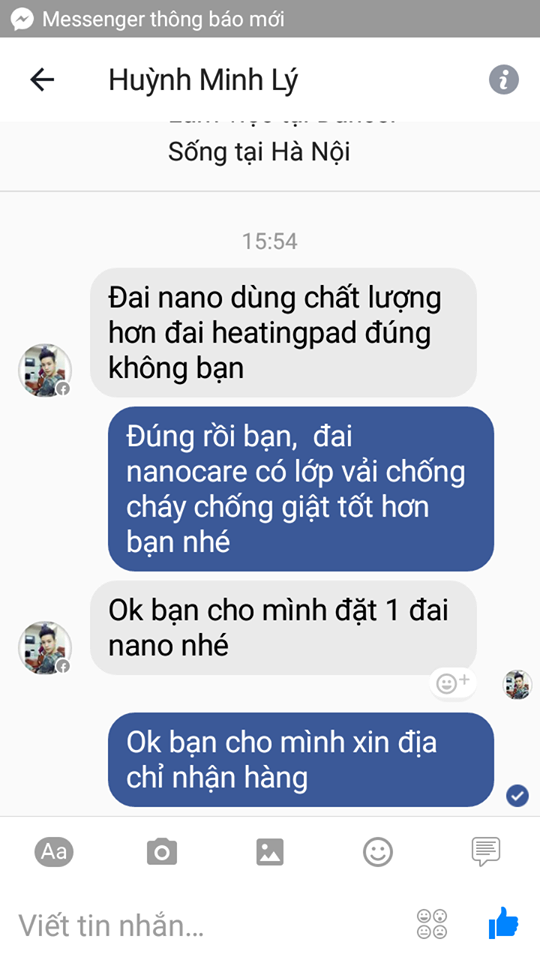 Messenger thông báo mới
Huỳnh Minh Lý
Sống tại Hà Nội
15:54
Đai nano dùng chất lượng
hơn đai heatingpad đúng
không bạn
Đúng rồi bạn, đai
nanocare có lớp vải chống
cháy chống giật tốt hơn
bạn nhé
Ok bạn cho mình đặt 1 đai
nano nhé
Ok bạn cho mình xin địa
chỉ nhận hàng
Aa
Viết tin nhắn...